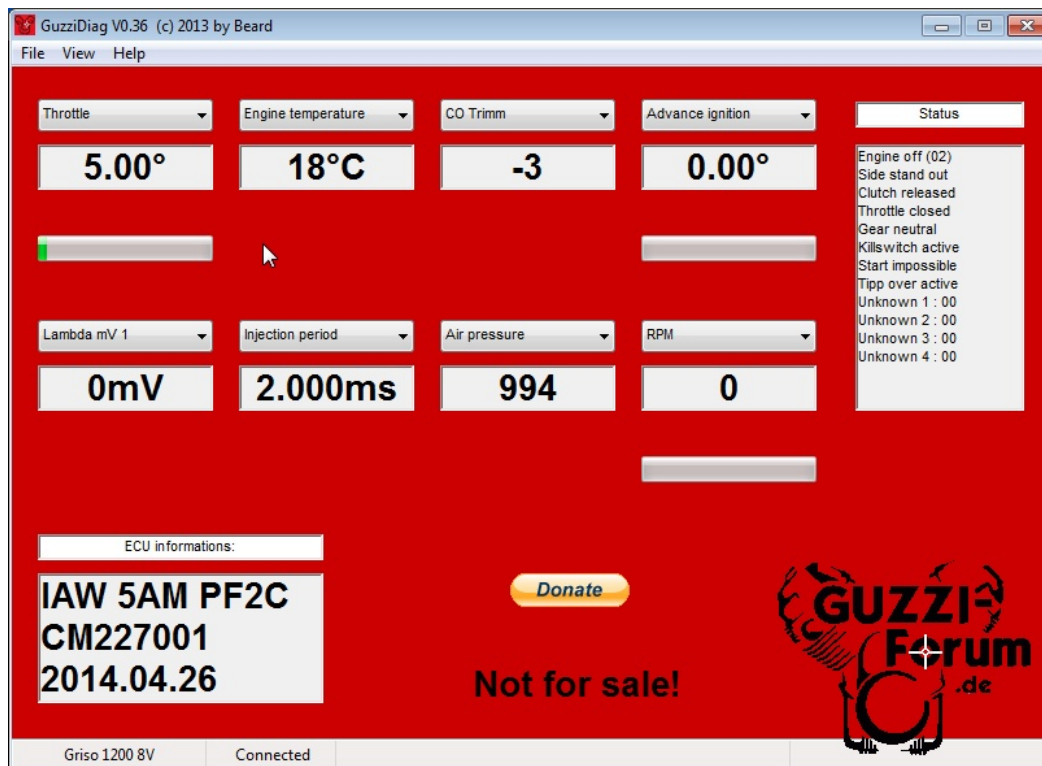 GuzziDiag V0.36 (c) 2013 by Beard
File View Help
Throttle Engine temperature CO Trimm Advance ignition Status
5.00° 18°C -3 0.00°
Engine off (02)
Side stand out
Clutch released
Throttle closed
Gear neutral
Killswitch active
Start impossible
Tipp over active
Unknown 1 : 00
Unknown 2 : 00
Unknown 3 : 00
Unknown 4 : 00
Lambda mV 1 Injection period Air pressure RPM
0mV 2.000ms 994 0
ECU informations:
IAW 5AM PF2C
CM227001
2014.04.26
Donate
Not for sale!
GUZZI-
Forum
.de
Griso 1200 8V Connected